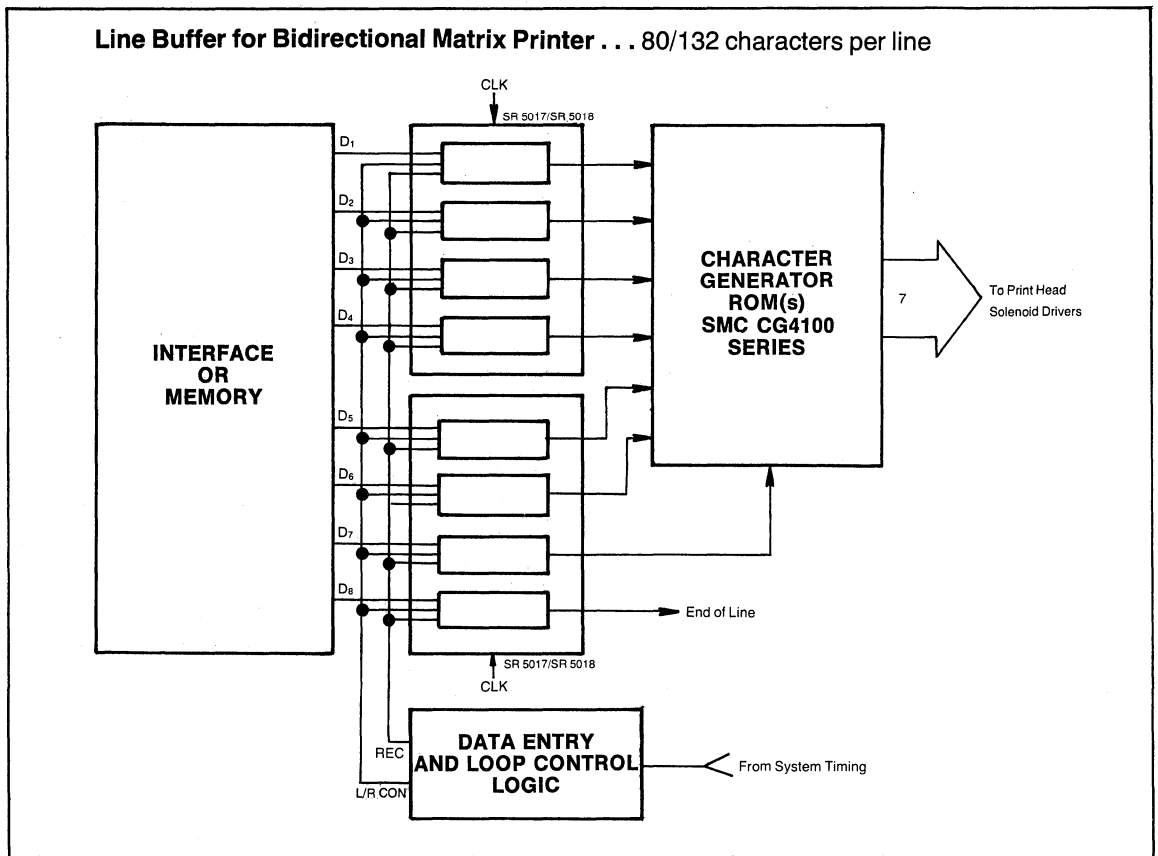 Line Buffer for Bidirectional Matrix Printer . . . 80/132 characters per line
CLK
SR 5017/SR 5018
D1
D2
D3
D4
D5
D6
D7
D8
INTERFACE
OR
MEMORY
CHARACTER
GENERATOR
ROM(s)
SMC CG4100
SERIES
7
To Print Head
Solenoid Drivers
End of Line
SR 5017/SR 5018
CLK
REC
L/R CON
DATA ENTRY
AND LOOP CONTROL
LOGIC
From System Timing